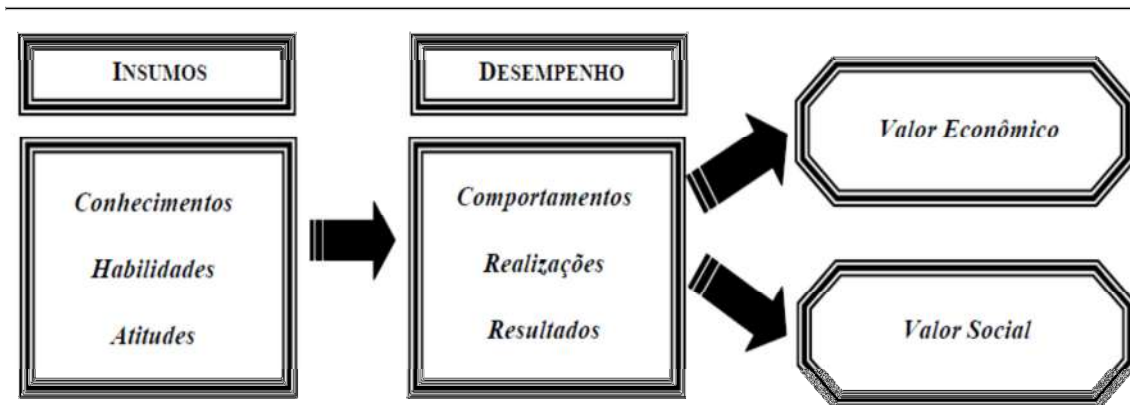 INSUMOS
Conhecimentos
Habilidades
Atitudes
DESEMPENHO
Comportamentos
Realizações
Resultados
Valor Econômico
Valor Social